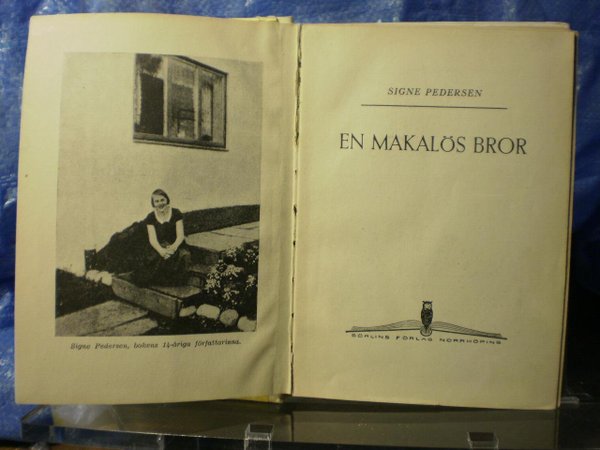 Signe Pedersen, bokens 14-åriga författarinna.
SIGNE PEDERSEN
EN MAKALÖS BROR
SÖRLINS FÖRLAG NORRKÖPING